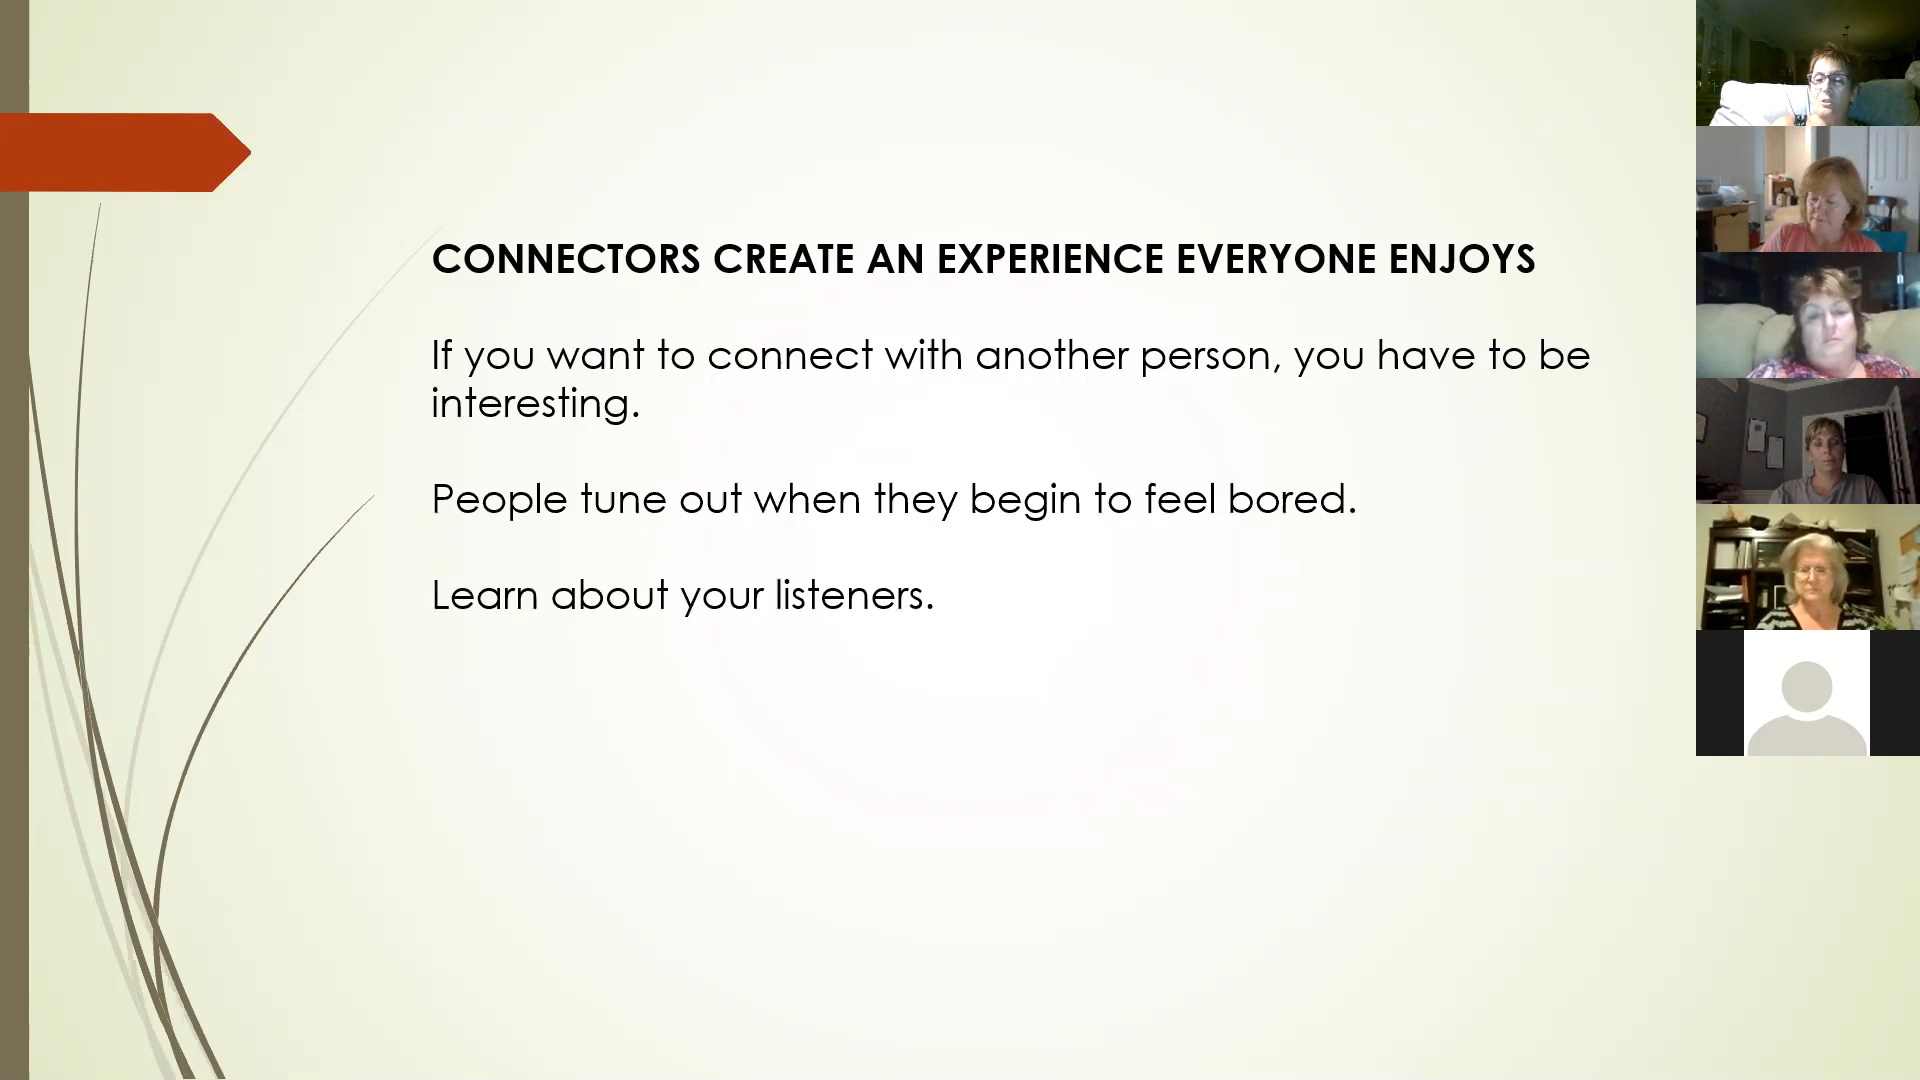 CONNECTORS CREATE AN EXPERIENCE EVERYONE ENJOYS
If you want to connect with another person, you have to be
interesting.
People tune out when they begin to feel bored.
Learn about your listeners.